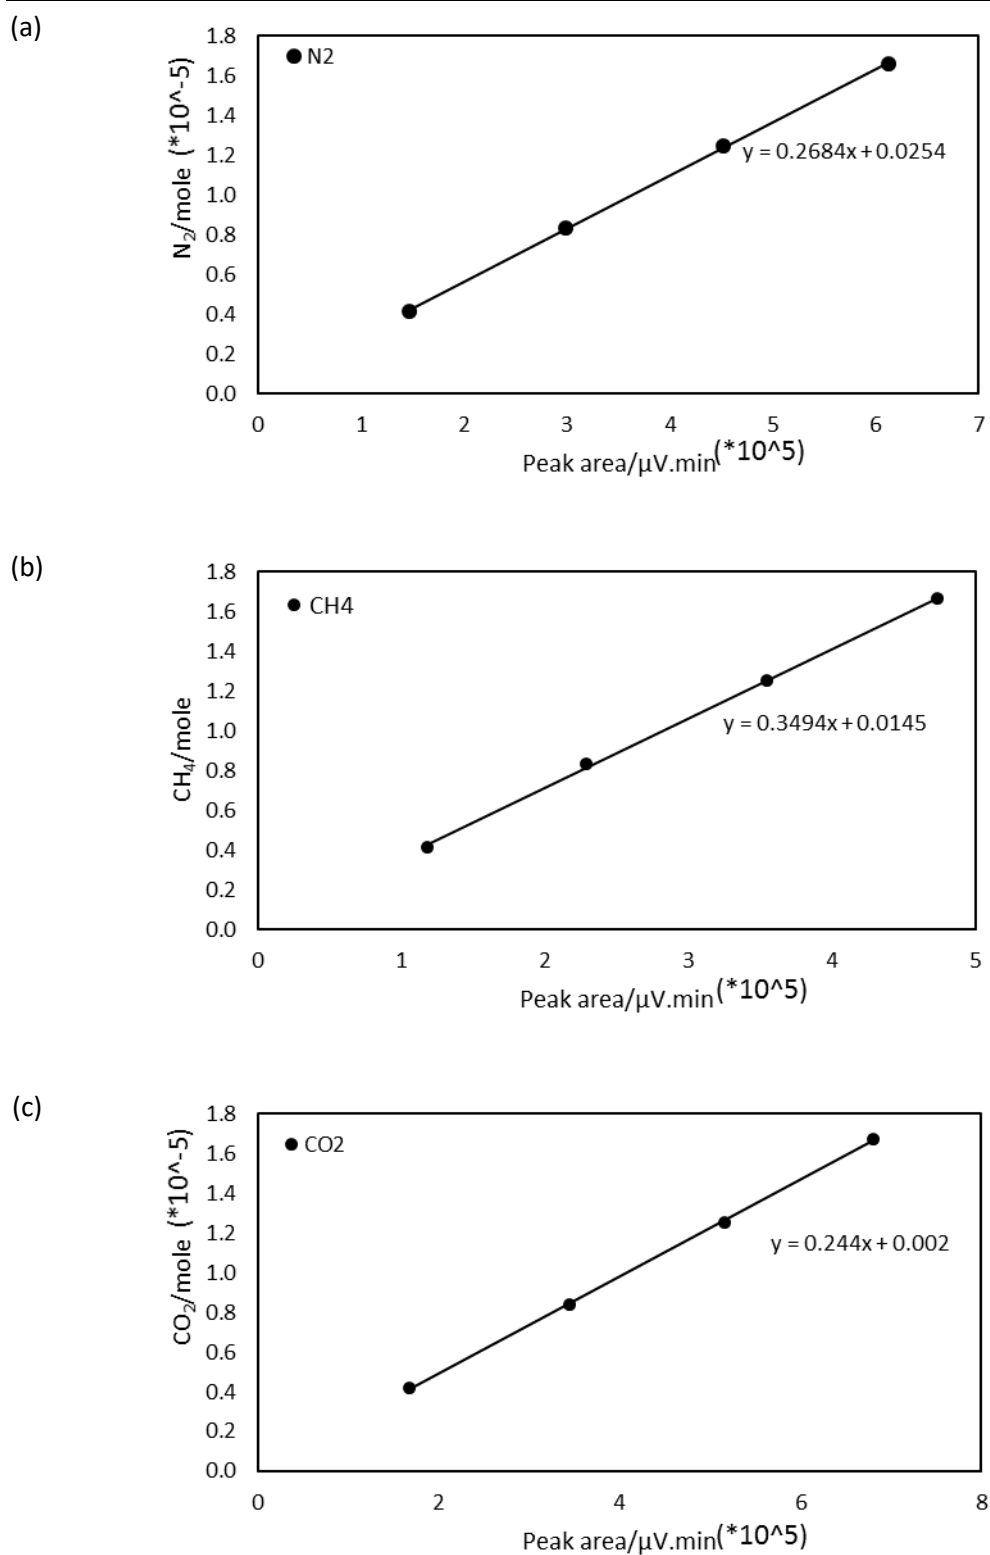 (a)
N2
N₂/mole (*10^-5)
1.8
1.6
1.4
1.2
1.0
0.8
0.6
0.4
0.2
0.0
y = 0.2684x + 0.0254
0 1 2 3 4 5 6 7
Peak area/µV.min(*10^5)
(b)
CH4
CH₄/mole
1.8
1.6
1.4
1.2
1.0
0.8
0.6
0.4
0.2
0.0
y = 0.3494x + 0.0145
0 1 2 3 4 5
Peak area/µV.min(*10^5)
(c)
CO2
CO₂/mole (*10^-5)
1.8
1.6
1.4
1.2
1.0
0.8
0.6
0.4
0.2
0.0
y = 0.244x + 0.002
0 2 4 6 8
Peak area/µV.min(*10^5)